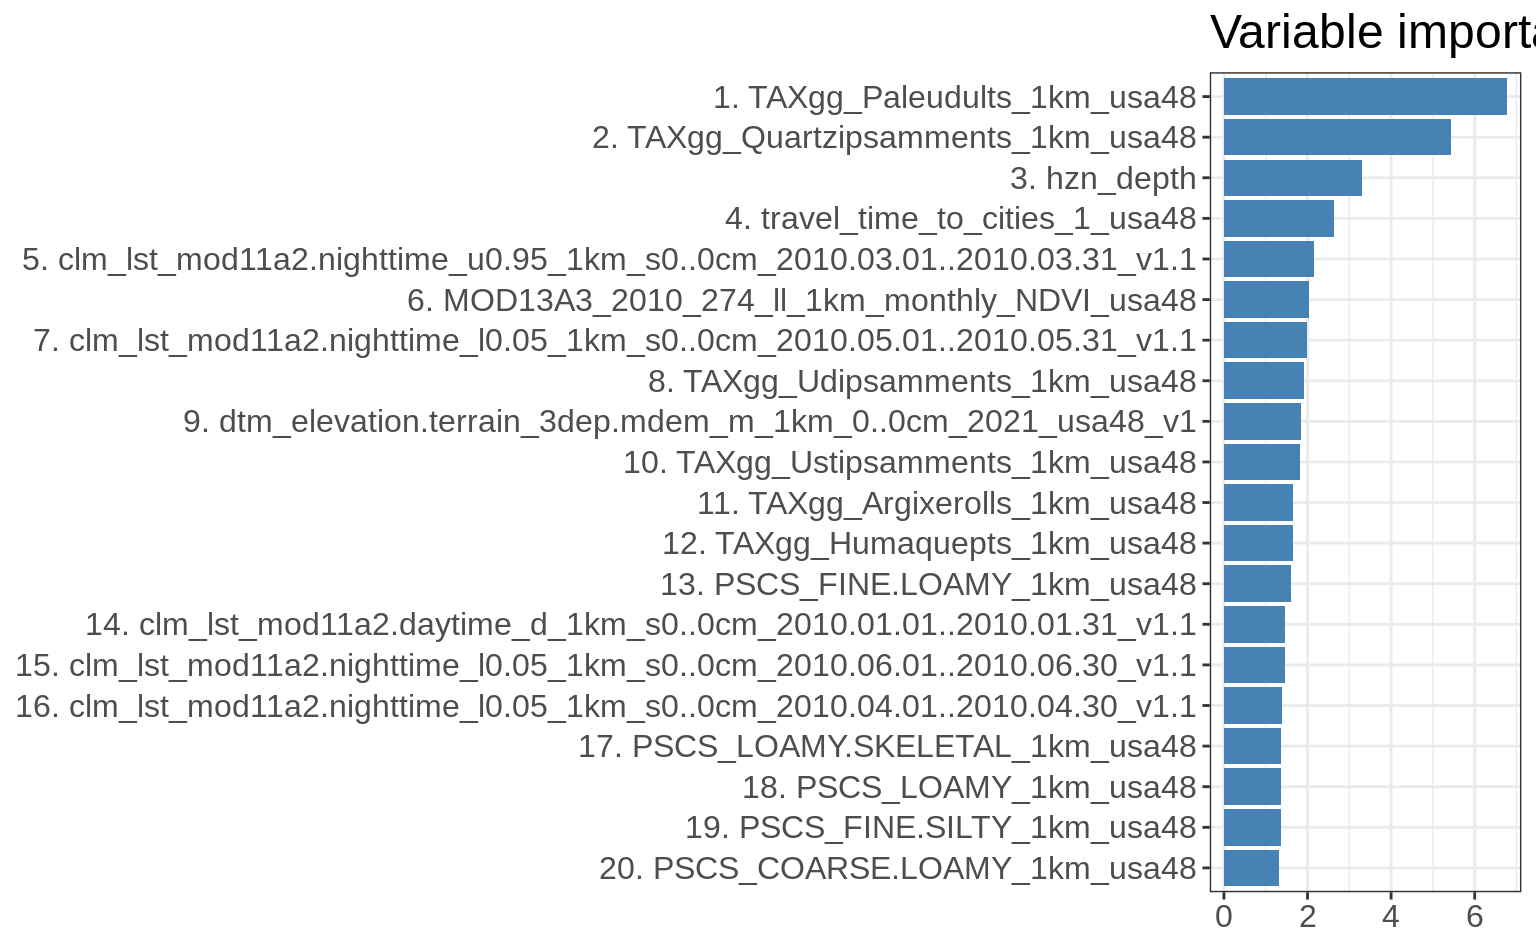 Variable importa
1. TAXgg_Paleudults_1km_usa48
2. TAXgg_Quartzipsamments_1km_usa48
3. hzn_depth
4. travel_time_to_cities_1_usa48
5. clm_lst_mod11a2.nighttime_u0.95_1km_s0..0cm_2010.03.01..2010.03.31_v1.1
6. MOD13A3_2010_274_ll_1km_monthly_NDVI_usa48
7. clm_lst_mod11a2.nighttime_l0.05_1km_s0..0cm_2010.05.01..2010.05.31_v1.1
8. TAXgg_Udipsamments_1km_usa48
9. dtm_elevation.terrain_3dep.mdem_m_1km_0..0cm_2021_usa48_v1
10. TAXgg_Ustipsamments_1km_usa48
11. TAXgg_Argixerolls_1km_usa48
12. TAXgg_Humaquepts_1km_usa48
13. PSCS_FINE.LOAMY_1km_usa48
14. clm_lst_mod11a2.daytime_d_1km_s0..0cm_2010.01.01..2010.01.31_v1.1
15. clm_lst_mod11a2.nighttime_l0.05_1km_s0..0cm_2010.06.01..2010.06.30_v1.1
16. clm_lst_mod11a2.nighttime_l0.05_1km_s0..0cm_2010.04.01..2010.04.30_v1.1
17. PSCS_LOAMY.SKELETAL_1km_usa48
18. PSCS_LOAMY_1km_usa48
19. PSCS_FINE.SILTY_1km_usa48
20. PSCS_COARSE.LOAMY_1km_usa48
0 2 4 6